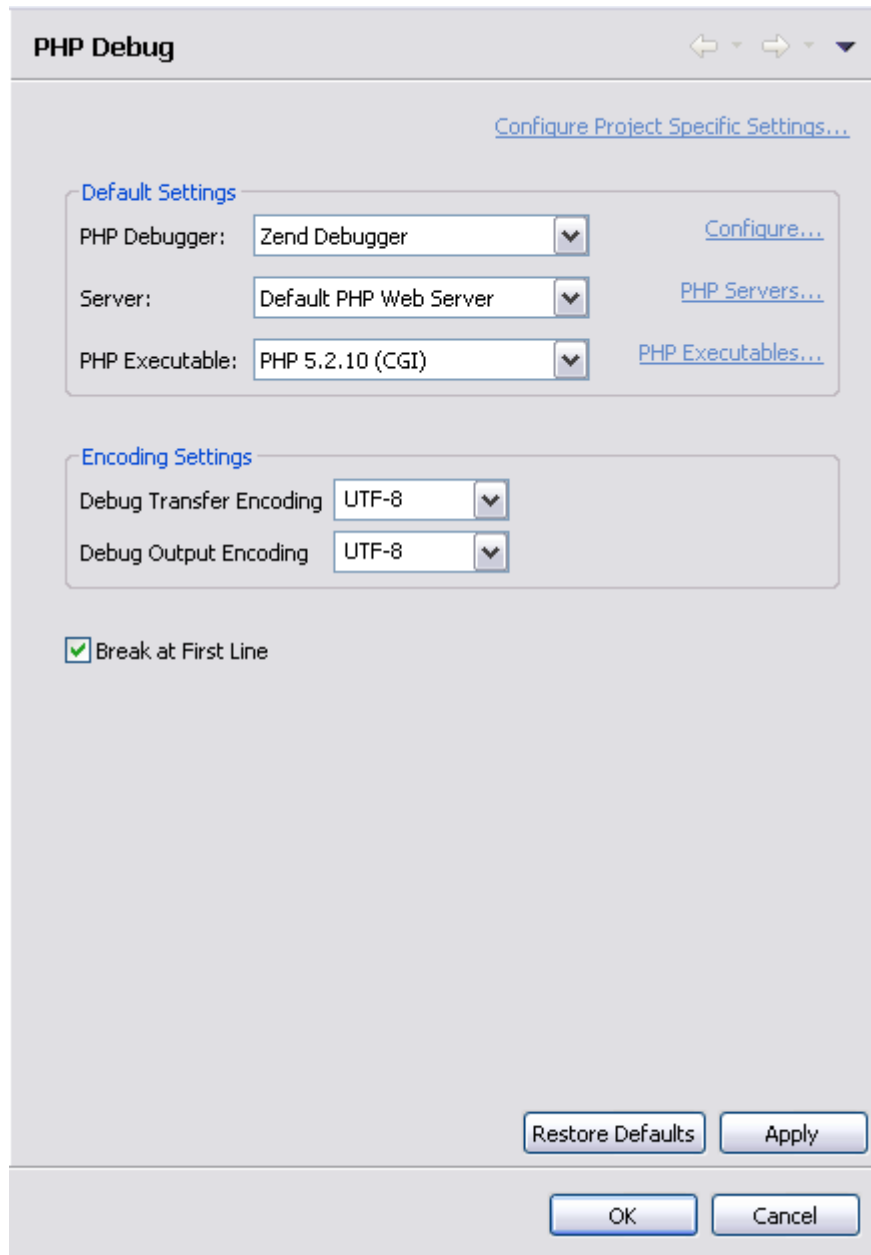 PHP Debug
Configure Project Specific Settings...
Default Settings
PHP Debugger: Zend Debugger Configure...
Server: Default PHP Web Server PHP Servers...
PHP Executable: PHP 5.2.10 (CGI) PHP Executables...
Encoding Settings
Debug Transfer Encoding UTF-8
Debug Output Encoding UTF-8
Break at First Line
Restore Defaults Apply
OK Cancel